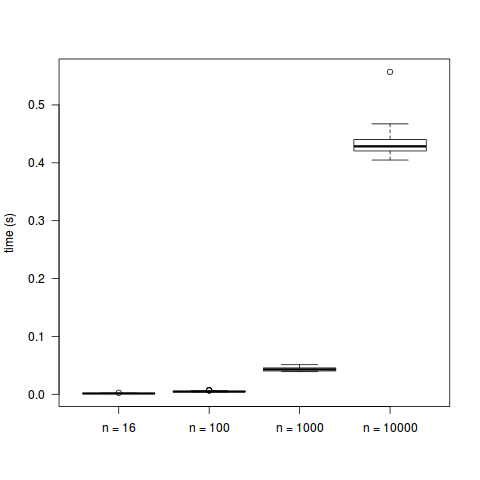 time (s)
0.5
0.4
0.3
0.2
0.1
0.0
n = 16
n = 100
n = 1000
n = 10000